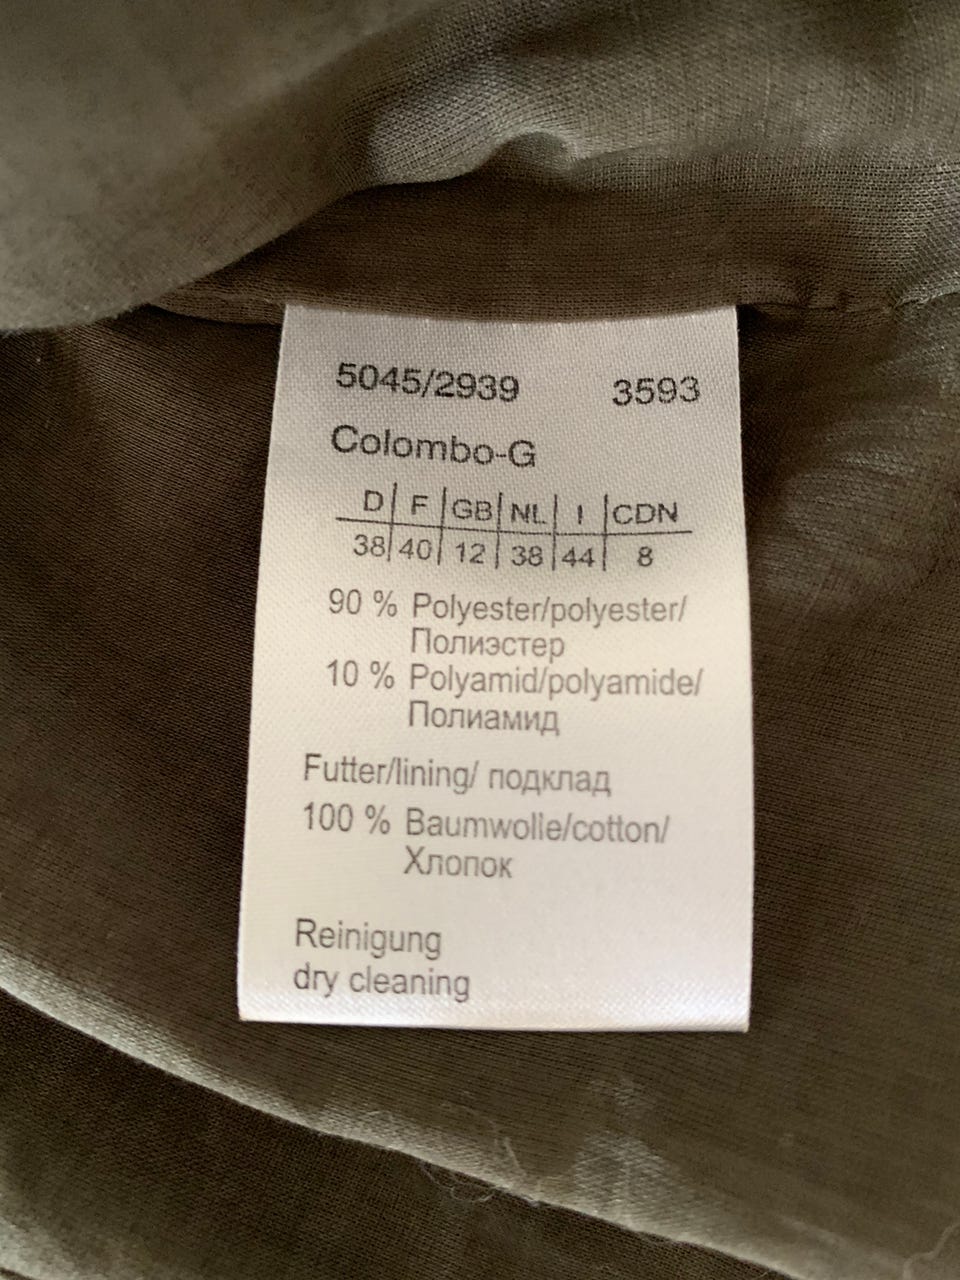 5045/2939 3593
Colombo-G
D F GB NL I CDN
38 40 12 38 44 8
90 % Polyester/polyester/
Полиэстер
10 % Polyamid/polyamide/
Полиамид
Futter/lining/ подклад
100 % Baumwolle/cotton/
Хлопок
Reinigung
dry cleaning